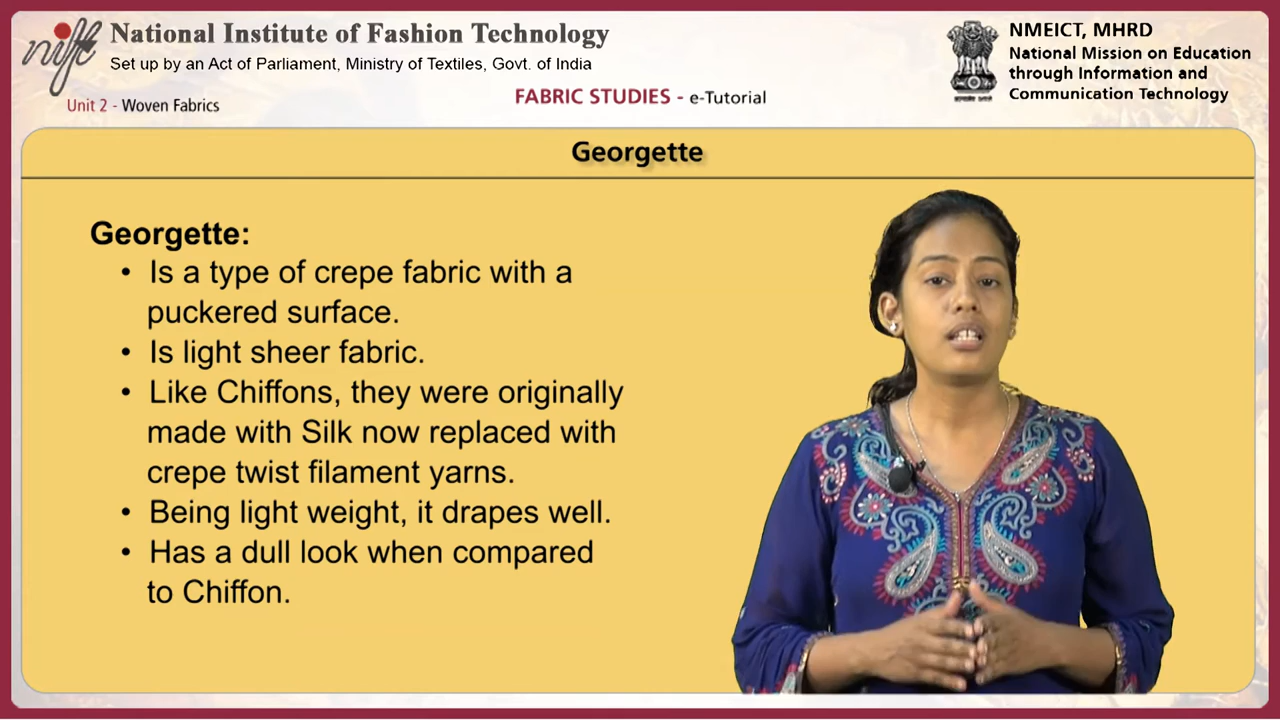 nift
National Institute of Fashion Technology
Set up by an Act of Parliament, Ministry of Textiles, Govt. of India
Unit 2 - Woven Fabrics
FABRIC STUDIES - e-Tutorial
NMEICT, MHRD
National Mission on Education
through Information and
Communication Technology
Georgette
Georgette:
• Is a type of crepe fabric with a
puckered surface.
• Is light sheer fabric.
• Like Chiffons, they were originally
made with Silk now replaced with
crepe twist filament yarns.
• Being light weight, it drapes well.
• Has a dull look when compared
to Chiffon.